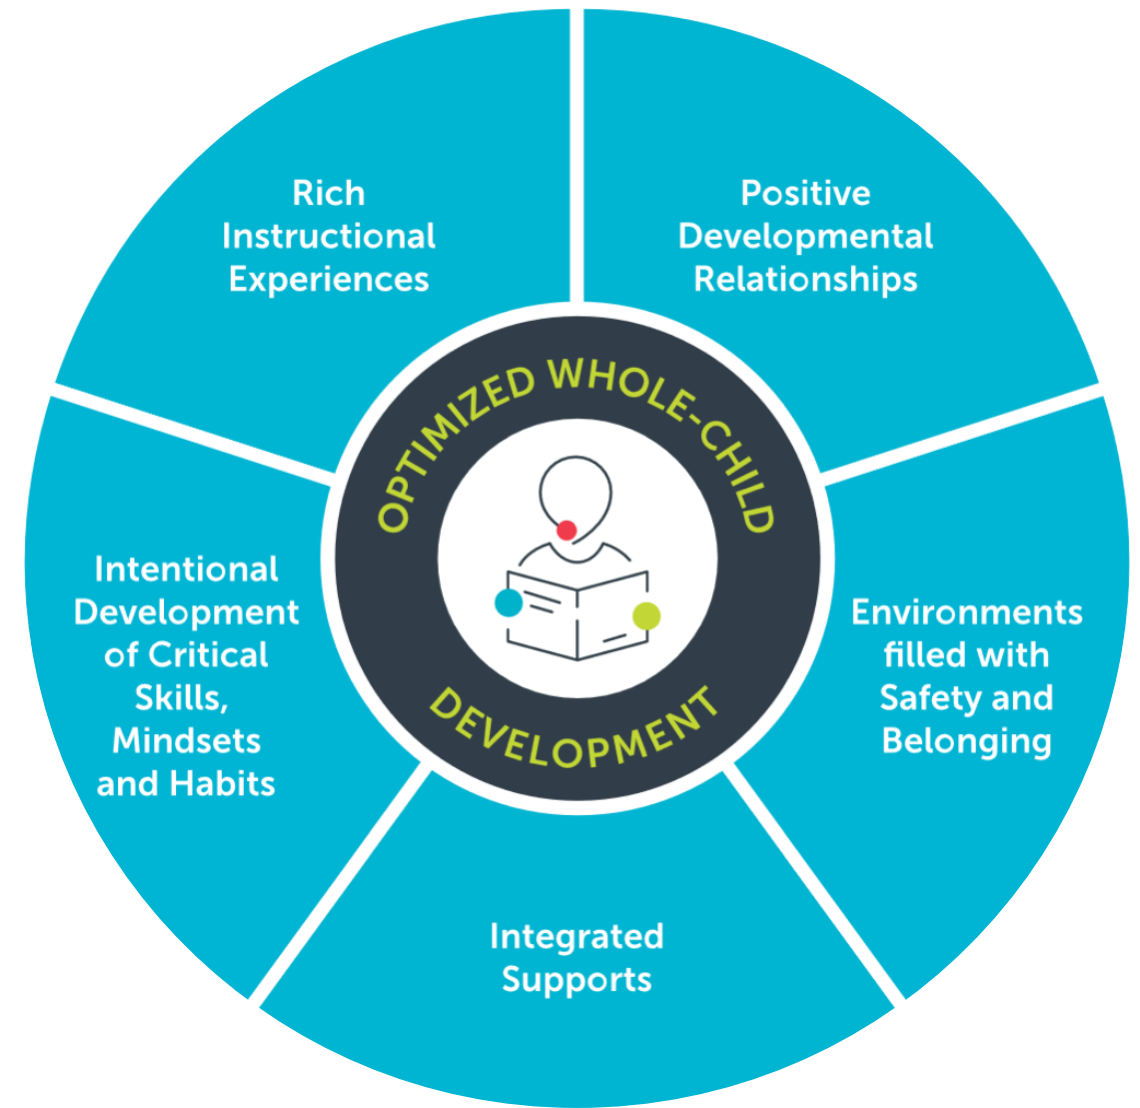 Rich
Instructional
Experiences
Positive
Developmental
Relationships
OPTIMIZED WHOLE-CHILD
DEVELOPMENT
Intentional
Development
of Critical
Skills,
Mindsets
and Habits
Environments
filled with
Safety and
Belonging
Integrated
Supports